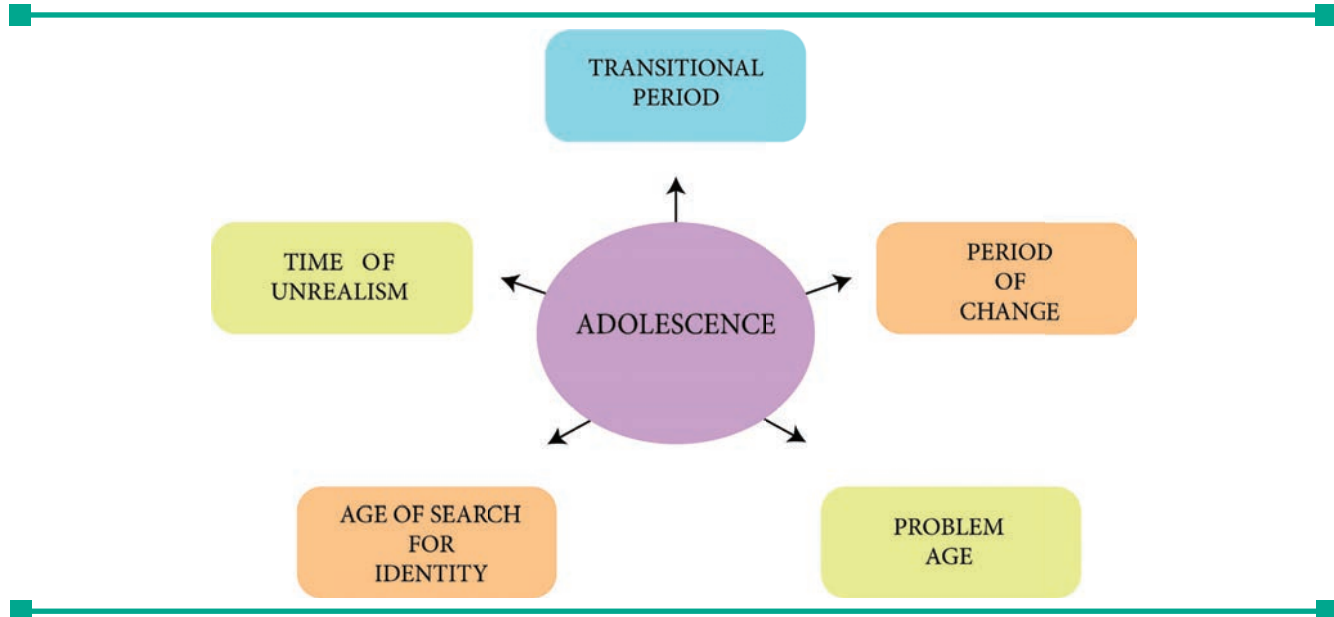 TRANSITIONAL
PERIOD
TIME OF
UNREALISM
PERIOD
OF
CHANGE
ADOLESCENCE
AGE OF SEARCH
FOR
IDENTITY
PROBLEM
AGE